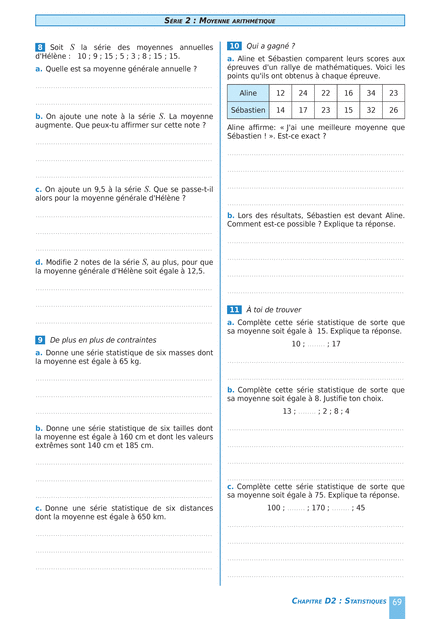 SÉRIE 2 : MOYENNE ARITHMÉTIQUE
8 Soit S la série des moyennes annuelles
d'Hélène : 10 ; 9 ; 15 ; 5 ; 3 ; 8 ; 15 ; 15.
a. Quelle est sa moyenne générale annuelle ?
b. On ajoute une note à la série S. La moyenne
augmente. Que peux-tu affirmer sur cette note ?
c. On ajoute un 9,5 à la série S. Que se passe-t-il
alors pour la moyenne générale d'Hélène ?
d. Modifie 2 notes de la série S, au plus, pour que
la moyenne générale d'Hélène soit égale à 12,5.
9 De plus en plus de contraintes
a. Donne une série statistique de six masses dont
la moyenne est égale à 65 kg.
b. Donne une série statistique de six tailles dont
la moyenne est égale à 160 cm et dont les valeurs
extrêmes sont 140 cm et 185 cm.
c. Donne une série statistique de six distances
dont la moyenne est égale à 650 km.
10 Qui a gagné ?
a. Aline et Sébastien comparent leurs scores aux
épreuves d'un rallye de mathématiques. Voici les
points qu'ils ont obtenus à chaque épreuve.
Aline 12 24 22 16 34 23
Sébastien 14 17 23 15 32 26
Aline affirme: « J'ai une meilleure moyenne que
Sébastien ! ». Est-ce exact ?
b. Lors des résultats, Sébastien est devant Aline.
Comment est-ce possible ? Explique ta réponse.
11 À toi de trouver
a. Complète cette série statistique de sorte que
sa moyenne soit égale à 15. Explique ta réponse.
10 ; ........ ; 17
b. Complète cette série statistique de sorte que
sa moyenne soit égale à 8. Justifie ton choix.
13 ; ........ ; 2 ; 8 ; 4
c. Complète cette série statistique de sorte que
sa moyenne soit égale à 75. Explique ta réponse.
100 ; ........ ; 170 ; ........ ; 45
CHAPITRE D2 : STATISTIQUES 69